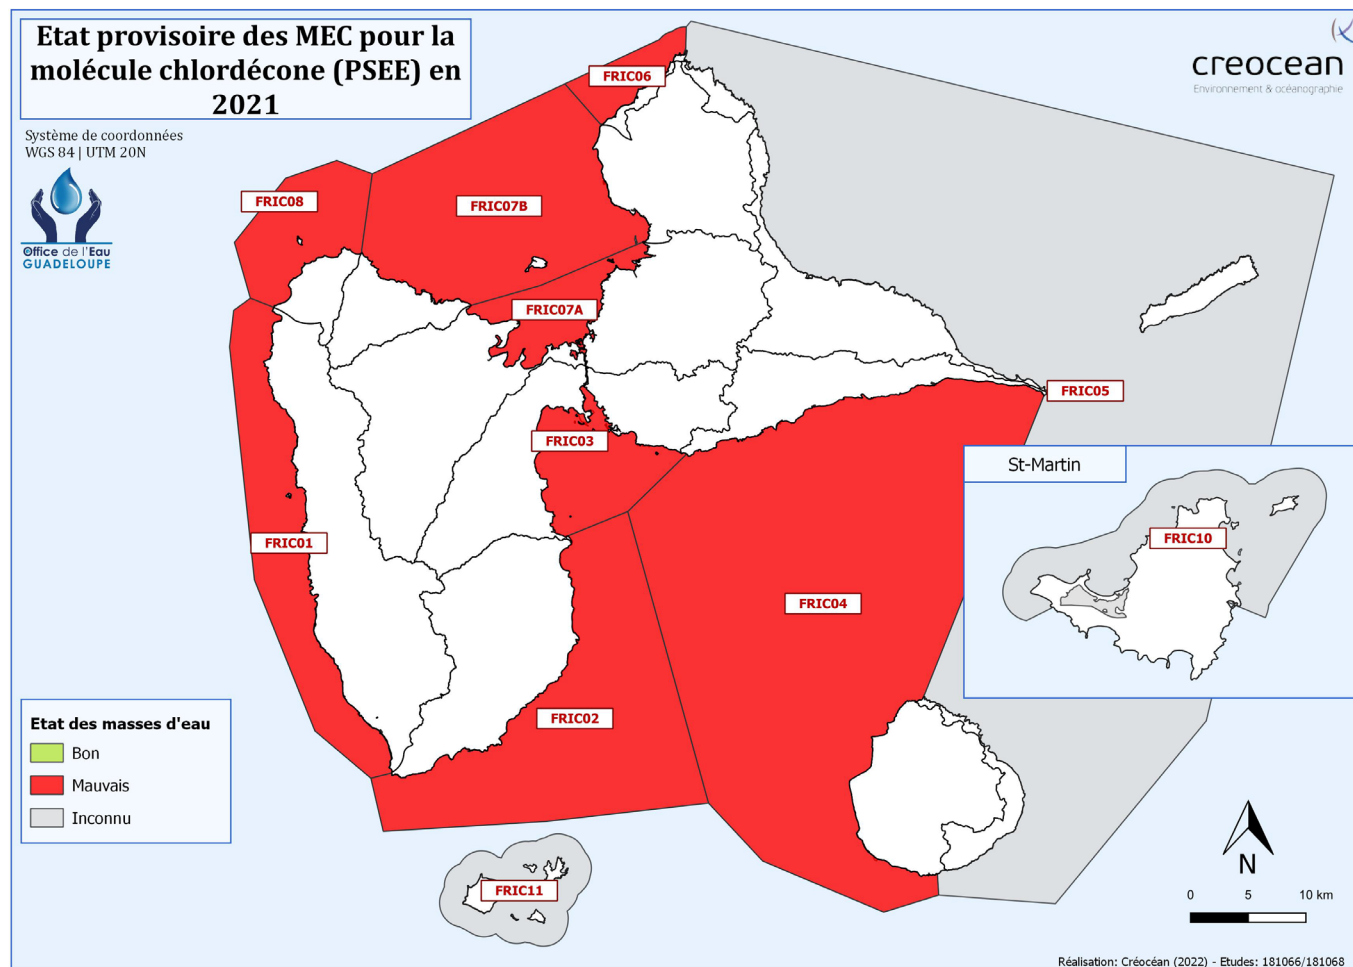 Etat provisoire des MEC pour la
molécule chlordécone (PSEE) en
2021
creocean
Environnement & océanographie
Système de coordonnées
WGS 84 | UTM 20N
Office de l'Eau
GUADELOUPE
FRIC06
FRIC08
FRIC07B
FRIC07A
FRIC05
FRIC03
St-Martin
FRIC10
FRIC01
FRIC04
FRIC02
FRIC11
Etat des masses d'eau
Bon
Mauvais
Inconnu
N
0 5 10 km
Réalisation: Créocéan (2022) - Etudes: 181066/181068